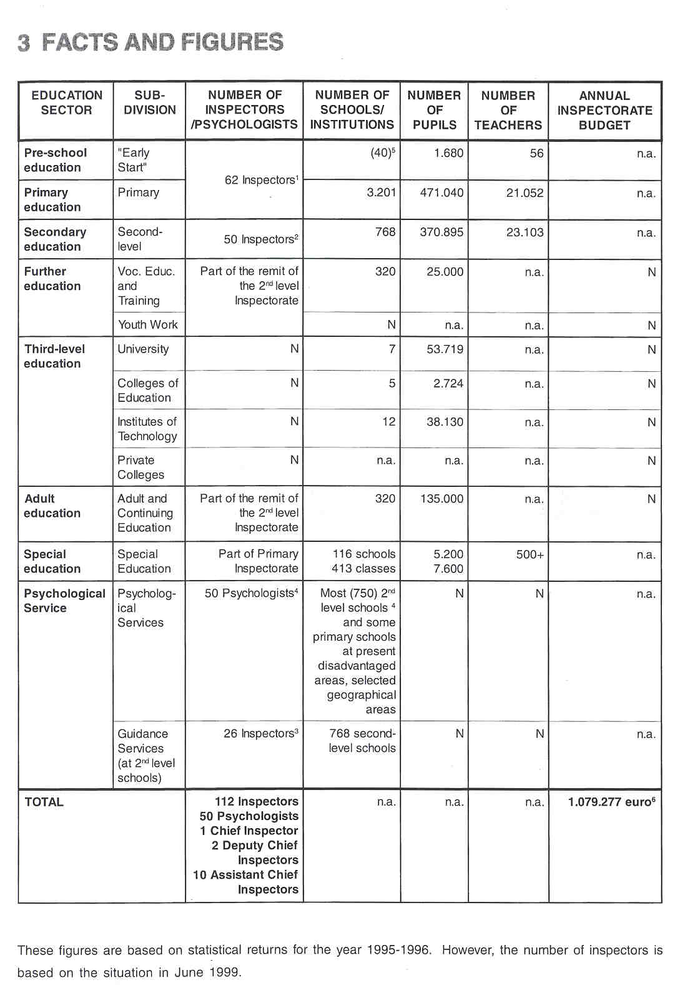 3 FACTS AND FIGURES
EDUCATION SECTOR | SUB-DIVISION | NUMBER OF INSPECTORS /PSYCHOLOGISTS | NUMBER OF SCHOOLS/ INSTITUTIONS | NUMBER OF PUPILS | NUMBER OF TEACHERS | ANNUAL INSPECTORATE BUDGET
Pre-school education | "Early Start" | 62 Inspectors¹ | (40)⁵ | 1.680 | 56 | n.a.
Primary education | Primary | 3.201 | 471.040 | 21.052 | n.a.
Secondary education | Second-level | 50 Inspectors² | 768 | 370.895 | 23.103 | n.a.
Further education | Voc. Educ. and Training | Part of the remit of the 2nd level Inspectorate | 320 | 25.000 | n.a. | N
Youth Work | N | n.a. | n.a. | N
Third-level education | University | N | 7 | 53.719 | n.a. | N
Colleges of Education | N | 5 | 2.724 | n.a. | N
Institutes of Technology | N | 12 | 38.130 | n.a. | N
Private Colleges | N | n.a. | n.a. | n.a. | N
Adult education | Adult and Continuing Education | Part of the remit of the 2nd level Inspectorate | 320 | 135.000 | n.a. | N
Special education | Special Education | Part of Primary Inspectorate | 116 schools 413 classes | 5.200 7.600 | 500+ | n.a.
Psychological Service | Psycholog-ical Services | 50 Psychologists⁴ | Most (750) 2nd level schools ⁴ and some primary schools at present disadvantaged areas, selected geographical areas | N | N | n.a.
Guidance Services (at 2nd level schools) | 26 Inspectors³ | 768 second-level schools | N | N | n.a.
TOTAL | 112 Inspectors 50 Psychologists 1 Chief Inspector 2 Deputy Chief Inspectors 10 Assistant Chief Inspectors | n.a. | n.a. | n.a. | 1.079.277 euro⁶
These figures are based on statistical returns for the year 1995-1996. However, the number of inspectors is
based on the situation in June 1999.